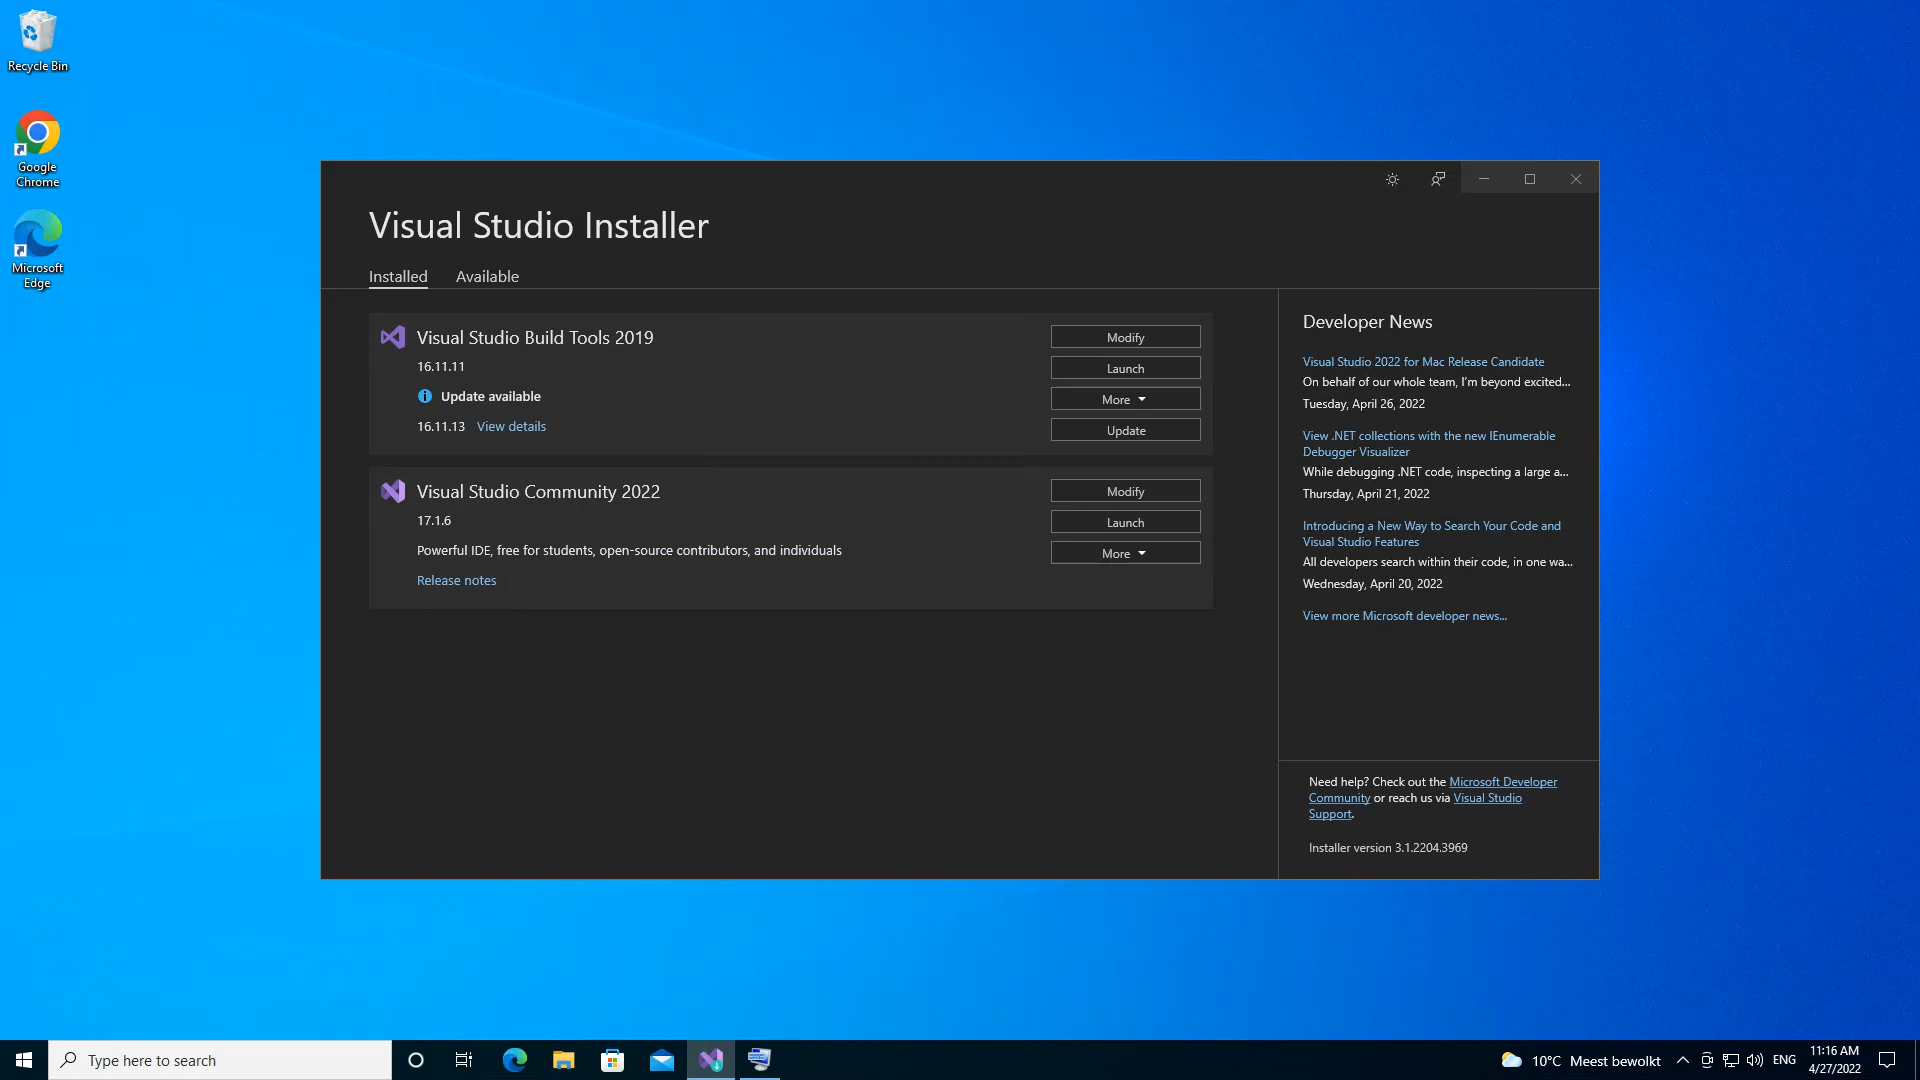 Recycle Bin
Google
Chrome
Microsoft
Edge
Visual Studio Installer
Installed
Available
Visual Studio Build Tools 2019
16.11.11
Update available
16.11.13 View details
Modify
Launch
More
Update
Visual Studio Community 2022
17.1.6
Powerful IDE, free for students, open-source contributors, and individuals
Release notes
Modify
Launch
More
Developer News
Visual Studio 2022 for Mac Release Candidate
On behalf of our whole team, I'm beyond excited...
Tuesday, April 26, 2022
View .NET collections with the new IEnumerable
Debugger Visualizer
While debugging .NET code, inspecting a large a...
Thursday, April 21, 2022
Introducing a New Way to Search Your Code and
Visual Studio Features
All developers search within their code, in one wa...
Wednesday, April 20, 2022
View more Microsoft developer news...
Need help? Check out the Microsoft Developer
Community or reach us via Visual Studio
Support.
Installer version 3.1.2204.3969
Type here to search
10°C Meest bewolkt
ENG
11:16 AM
4/27/2022